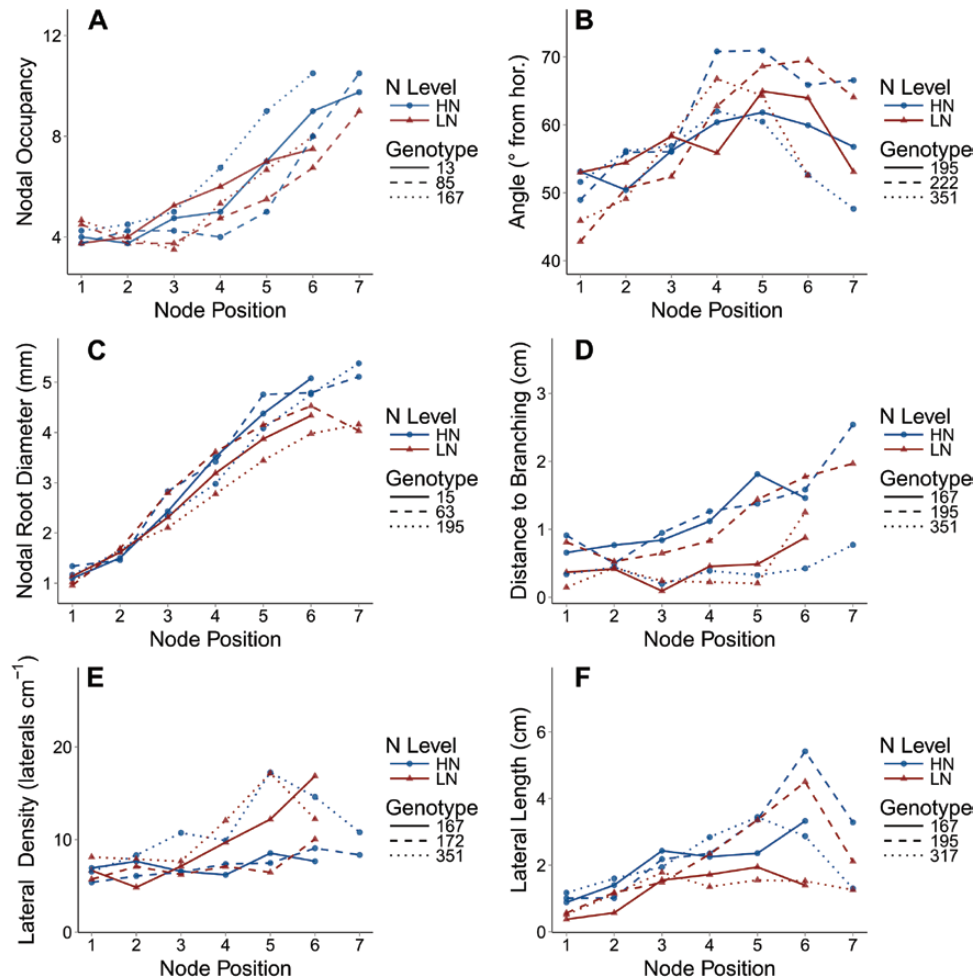 A
Nodal Occupancy
12
8
4
1 2 3 4 5 6 7
Node Position
N Level
HN
LN
Genotype
13
85
167
B
Angle (° from hor.)
70
60
50
40
1 2 3 4 5 6 7
Node Position
N Level
HN
LN
Genotype
195
222
351
C
Nodal Root Diameter (mm)
5
4
3
2
1
1 2 3 4 5 6 7
Node Position
N Level
HN
LN
Genotype
15
63
195
D
Distance to Branching (cm)
3
2
1
0
1 2 3 4 5 6 7
Node Position
N Level
HN
LN
Genotype
167
195
351
E
Lateral Density (laterals cm⁻¹)
20
10
0
1 2 3 4 5 6 7
Node Position
N Level
HN
LN
Genotype
167
172
351
F
Lateral Length (cm)
6
4
2
0
1 2 3 4 5 6 7
Node Position
N Level
HN
LN
Genotype
167
195
317